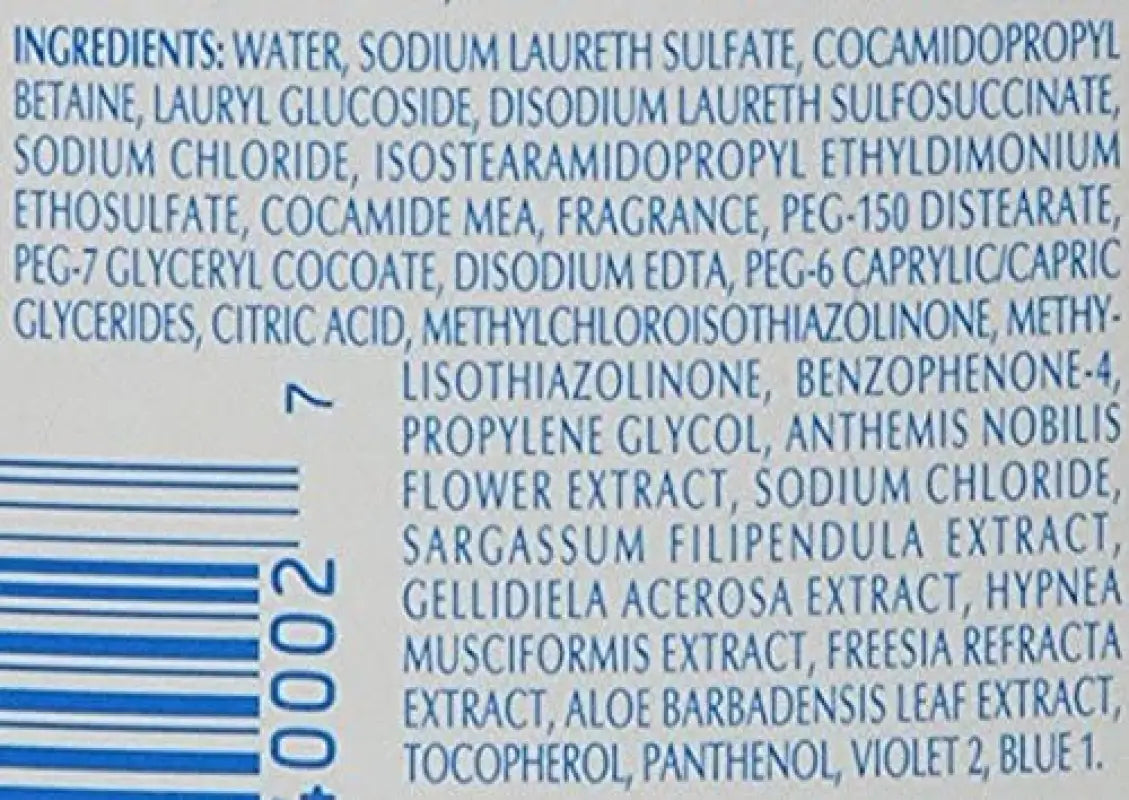 INGREDIENTS: WATER, SODIUM LAURETH SULFATE, COCAMIDOPROPYL
BETAINE, LAURYL GLUCOSIDE, DISODIUM LAURETH SULFOSUCCINATE,
SODIUM CHLORIDE, ISOSTEARAMIDOPROPYL ETHYLDIMONIUM
ETHOSULFATE, COCAMIDE MEA, FRAGRANCE, PEG-150 DISTEARATE,
PEG-7 GLYCERYL COCOATE, DISODIUM EDTA, PEG-6 CAPRYLIC/CAPRIC
GLYCERIDES, CITRIC ACID, METHYLCHLOROISOTHIAZOLINONE, METHY-
LISOTHIAZOLINONE, BENZOPHENONE-4,
PROPYLENE GLYCOL, ANTHEMIS NOBILIS
FLOWER EXTRACT, SODIUM CHLORIDE,
SARGASSUM FILIPENDULA EXTRACT,
GELLIDIELA ACEROSA EXTRACT, HYPNEA
MUSCIFORMIS EXTRACT, FREESIA REFRACTA
EXTRACT, ALOE BARBADENSIS LEAF EXTRACT,
TOCOPHEROL, PANTHENOL, VIOLET 2, BLUE 1.
0002 7